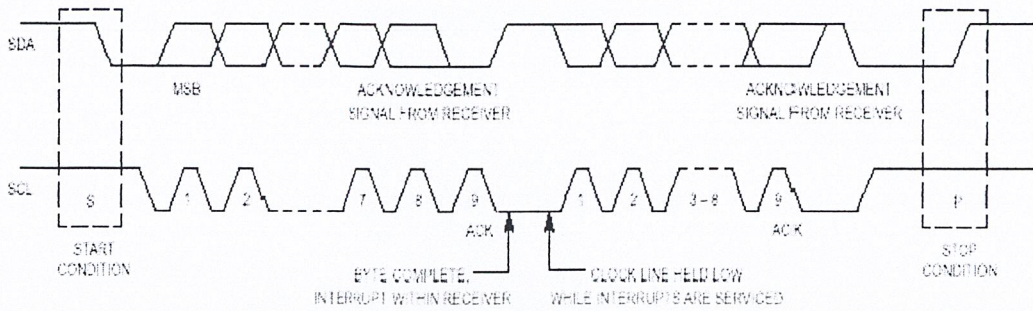 SDA
MSB
ACKNOWLEDGEMENT
SIGNAL FROM RECEIVER
ACKNOWLEDGEMENT
SIGNAL FROM RECEIVER
SCL
S
1
2
7
8
9
1
2
3 - 8
9
P
ACK
ACK
START
CONDITION
STOP
CONDITION
BYTE COMPLETE,
INTERRUPT WITHIN RECEIVER
CLOCK LINE HELD LOW
WHILE INTERRUPTS ARE SERVICED